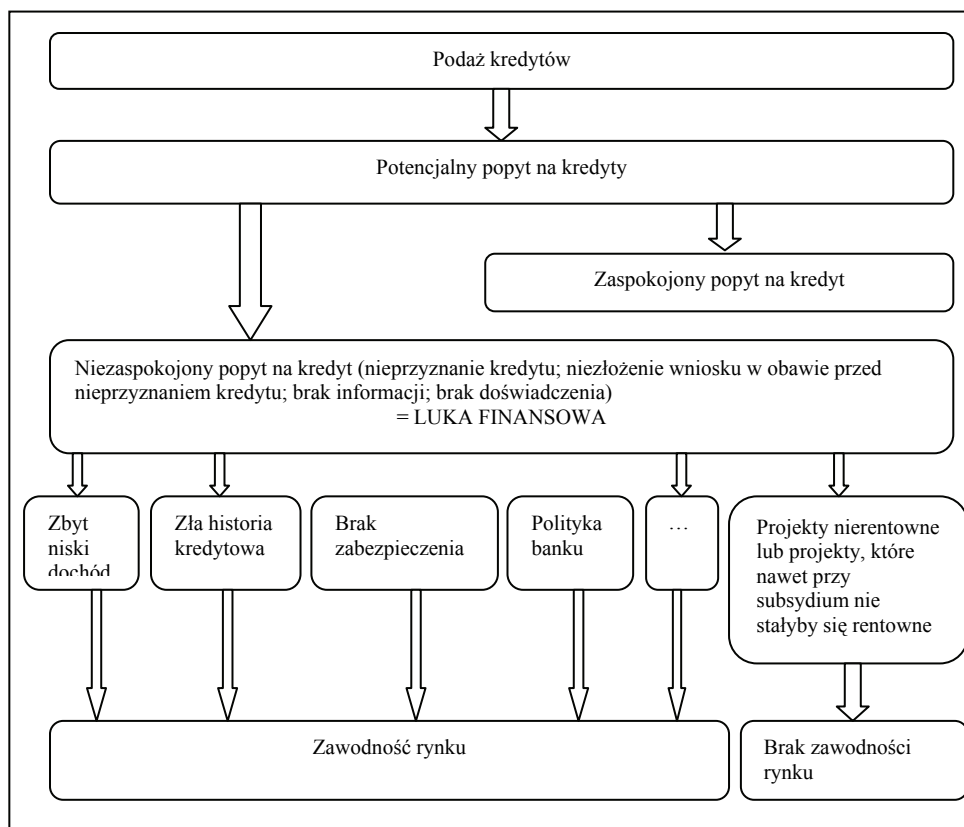 Podaż kredytów
Potencjalny popyt na kredyty
Zaspokojony popyt na kredyt
Niezaspokojony popyt na kredyt (nieprzyznanie kredytu; niezłożenie wniosku w obawie przed
nieprzyznaniem kredytu; brak informacji; brak doświadczenia)
= LUKA FINANSOWA
Zbyt
niski
dochód
Zła historia
kredytowa
Brak
zabezpieczenia
Polityka
banku
…
Projekty nierentowne
lub projekty, które
nawet przy
subsydium nie
stałyby się rentowne
Zawodność rynku
Brak zawodności
rynku